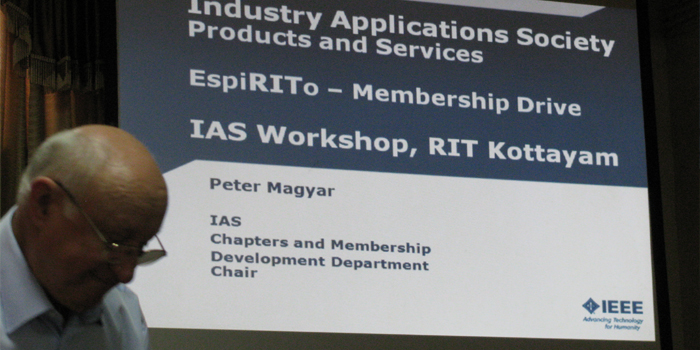 Industry Applications Society
Products and Services
EspiRITo – Membership Drive
IAS Workshop, RIT Kottayam
Peter Magyar
IAS
Chapters and Membership
Development Department
Chair
IEEE
Advancing Technology
for Humanity